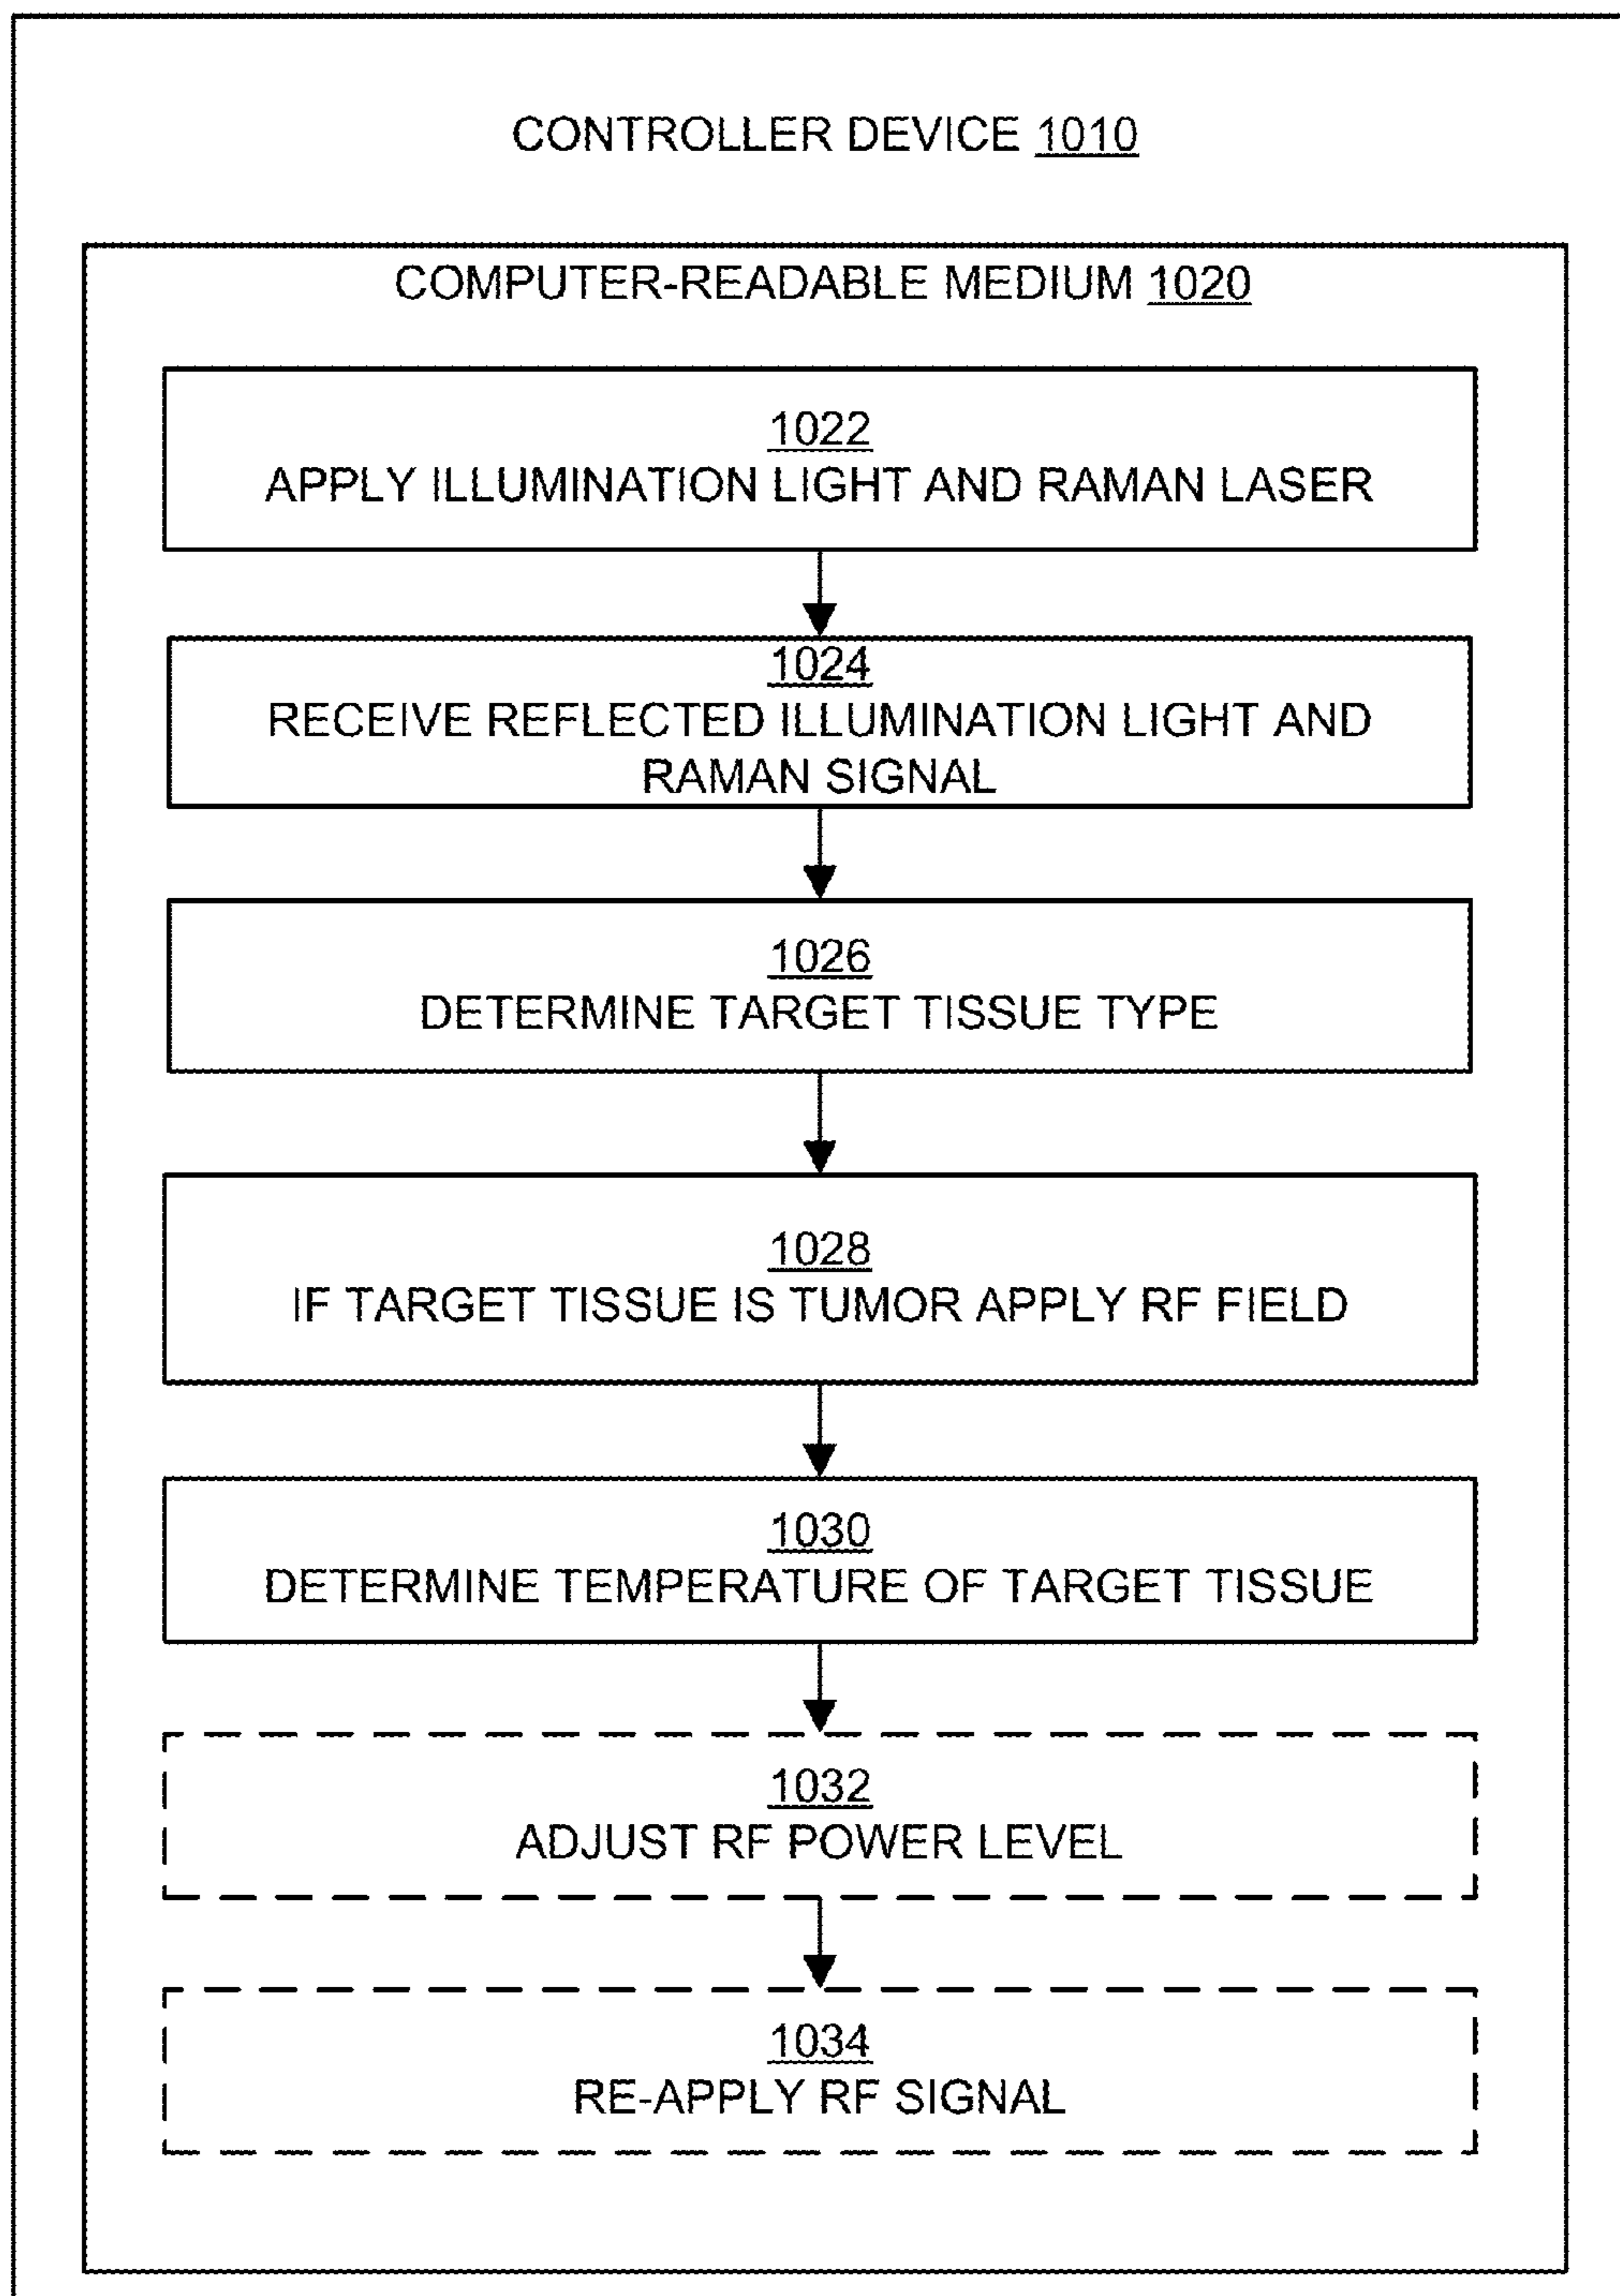 CONTROLLER DEVICE 1010
COMPUTER-READABLE MEDIUM 1020
1022
APPLY ILLUMINATION LIGHT AND RAMAN LASER
1024
RECEIVE REFLECTED ILLUMINATION LIGHT AND
RAMAN SIGNAL
1026
DETERMINE TARGET TISSUE TYPE
1028
IF TARGET TISSUE IS TUMOR APPLY RF FIELD
1030
DETERMINE TEMPERATURE OF TARGET TISSUE
1032
ADJUST RF POWER LEVEL
1034
RE-APPLY RF SIGNAL